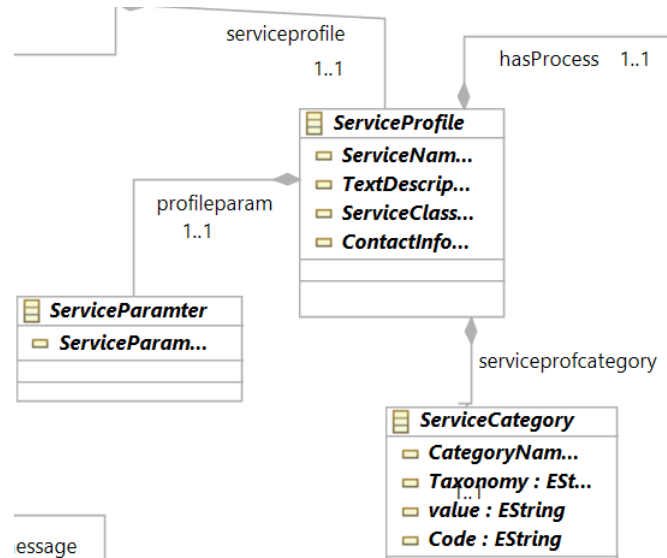 serviceprofile
1..1
hasProcess 1..1
ServiceProfile
ServiceNam...
TextDescrip...
ServiceClass...
ContactInfo...
profileparam
1..1
ServiceParamter
ServiceParam...
serviceprofcategory
ServiceCategory
CategoryNam...
Taxonomy : ESt...
1..1
value : EString
Code : EString
essage